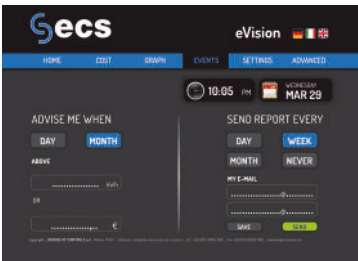 Secs
eVision
HOME COST GRAPH EVENTS SETTINGS ADVANCED
10:05 PM WEDNESDAY
MAR 29
ADVISE ME WHEN
DAY MONTH
ABOVE
kWh
OR
€
SEND REPORT EVERY
DAY WEEK
MONTH NEVER
MY E-MAIL
@
@
SAVE SEND